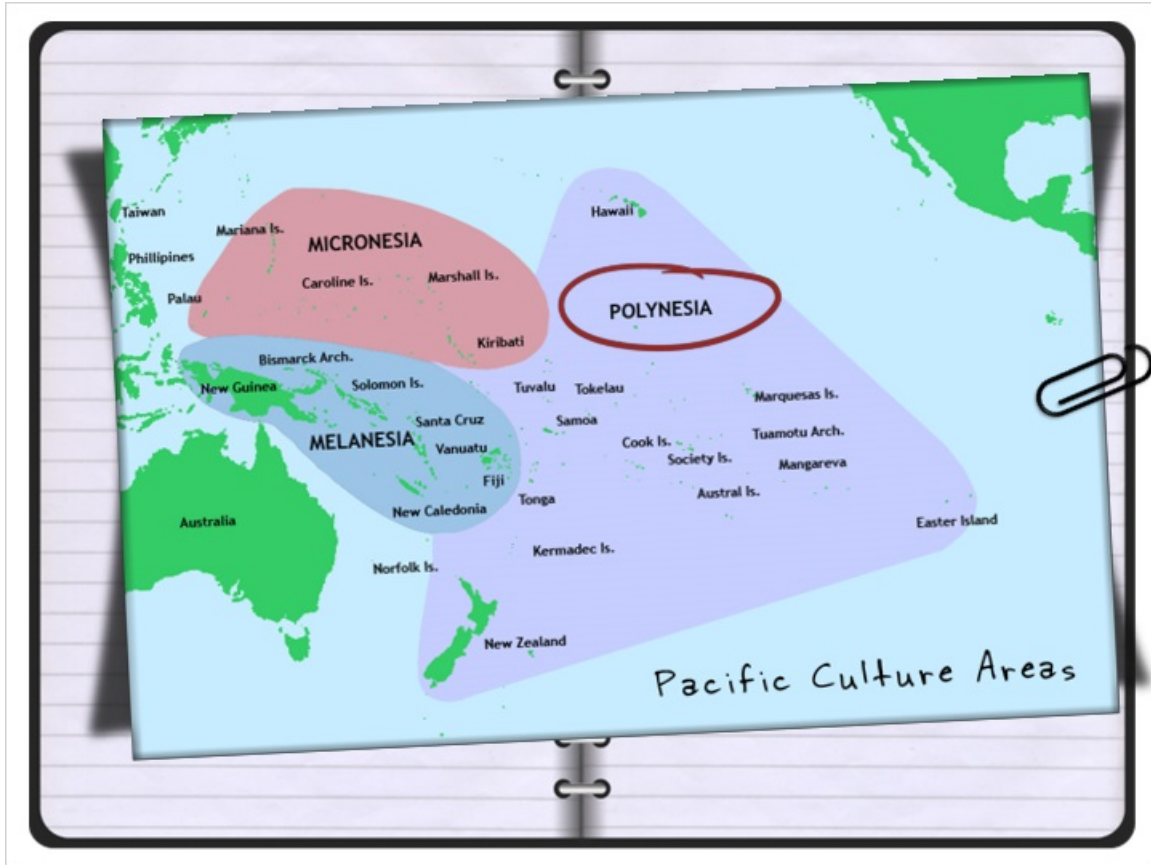 Hawaii
Taiwan
Mariana Is.
MICRONESIA
Phillipines
Caroline Is.
Marshall Is.
Palau
POLYNESIA
Kiribati
Bismarck Arch.
New Guinea
Solomon Is.
Tuvalu
Tokelau
Marquesas Is.
Santa Cruz
Samoa
MELANESIA
Vanuatu
Cook Is.
Tuamotu Arch.
Society Is.
Mangareva
Fiji
Tonga
Austral Is.
New Caledonia
Australia
Easter Island
Kermadec Is.
Norfolk Is.
New Zealand
Pacific Culture Areas